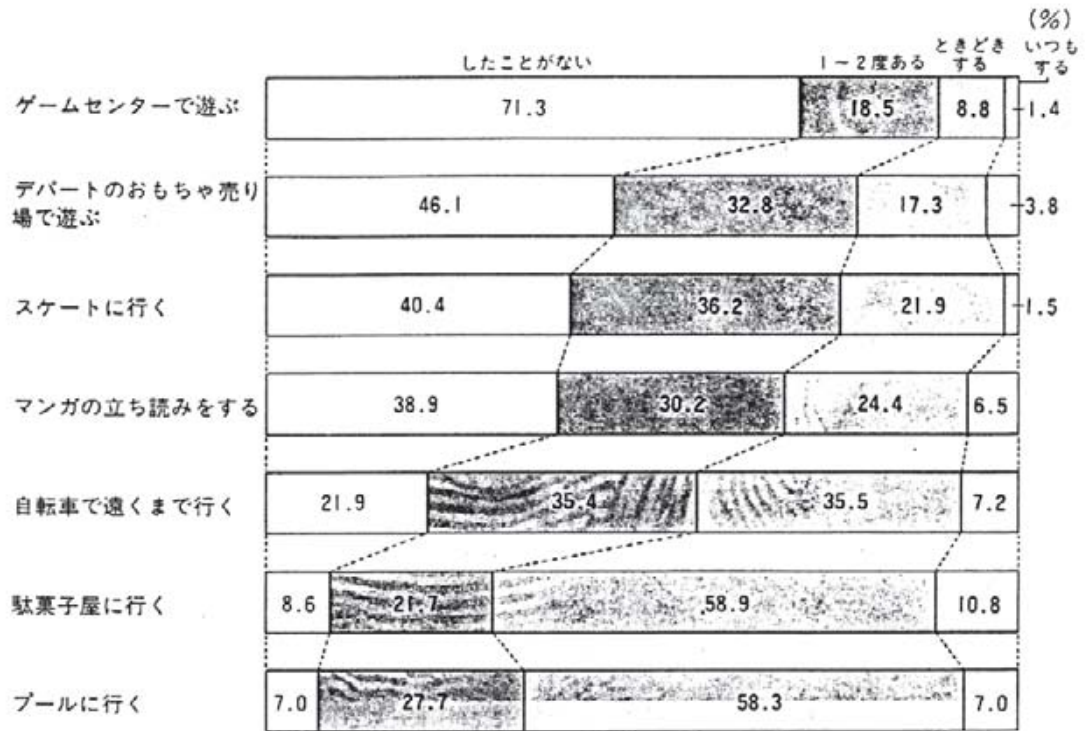 (%)
したことがない 1～2度ある ときどき
する いつも
する
ゲームセンターで遊ぶ 71.3 18.5 8.8 1.4
デパートのおもちゃ売り
場で遊ぶ 46.1 32.8 17.3 3.8
スケートに行く 40.4 36.2 21.9 1.5
マンガの立ち読みをする 38.9 30.2 24.4 6.5
自転車で遠くまで行く 21.9 35.4 35.5 7.2
駄菓子屋に行く 8.6 21.7 58.9 10.8
プールに行く 7.0 27.7 58.3 7.0